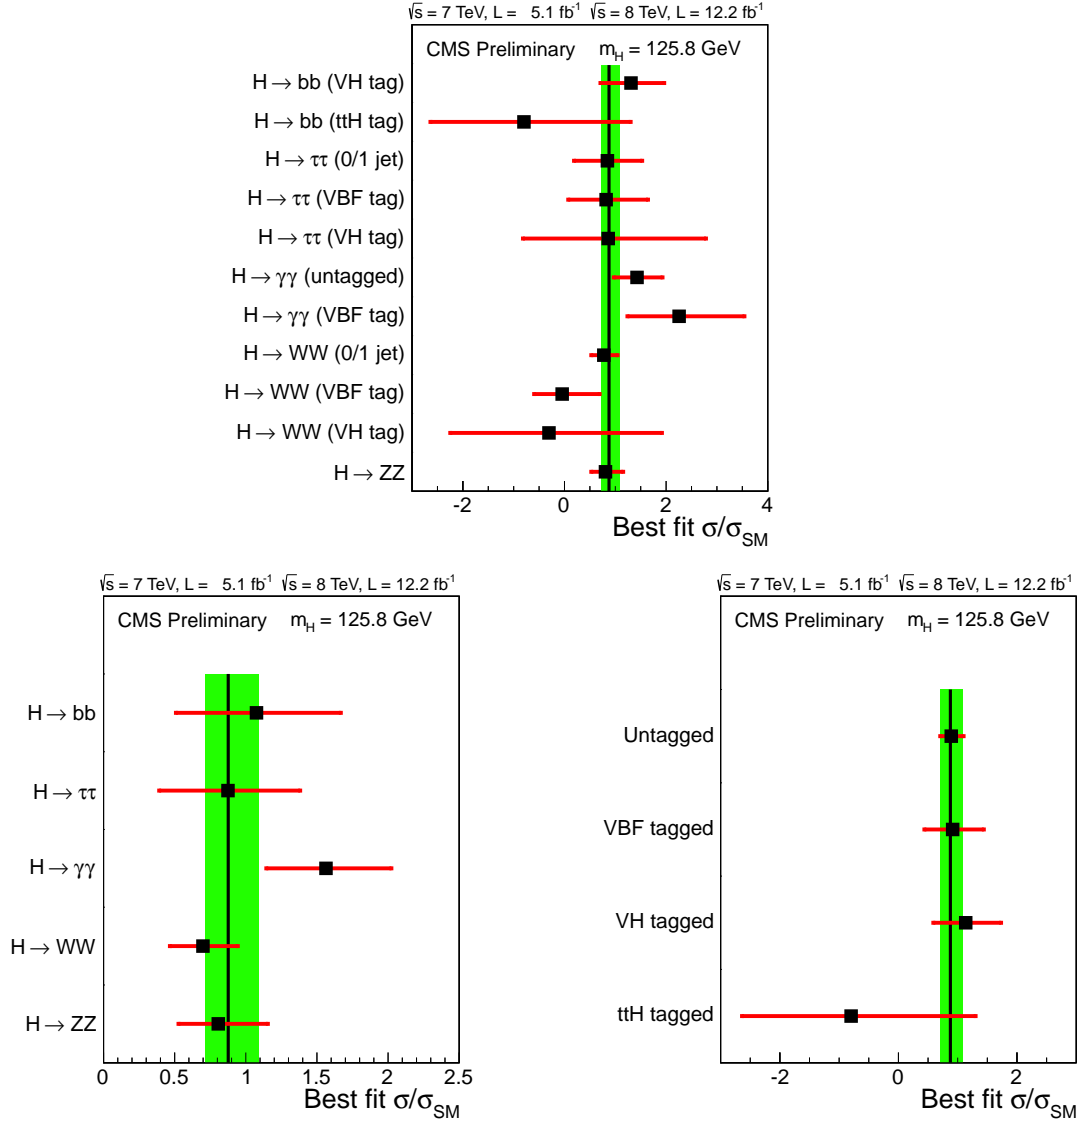 √s = 7 TeV, L = 5.1 fb⁻¹ √s = 8 TeV, L = 12.2 fb⁻¹
CMS Preliminary m_H = 125.8 GeV
H → bb (VH tag)
H → bb (ttH tag)
H → ττ (0/1 jet)
H → ττ (VBF tag)
H → ττ (VH tag)
H → γγ (untagged)
H → γγ (VBF tag)
H → WW (0/1 jet)
H → WW (VBF tag)
H → WW (VH tag)
H → ZZ
-2 0 2 4
Best fit σ/σ_SM
√s = 7 TeV, L = 5.1 fb⁻¹ √s = 8 TeV, L = 12.2 fb⁻¹
CMS Preliminary m_H = 125.8 GeV
H → bb
H → ττ
H → γγ
H → WW
H → ZZ
0 0.5 1 1.5 2 2.5
Best fit σ/σ_SM
√s = 7 TeV, L = 5.1 fb⁻¹ √s = 8 TeV, L = 12.2 fb⁻¹
CMS Preliminary m_H = 125.8 GeV
Untagged
VBF tagged
VH tagged
ttH tagged
-2 0 2
Best fit σ/σ_SM